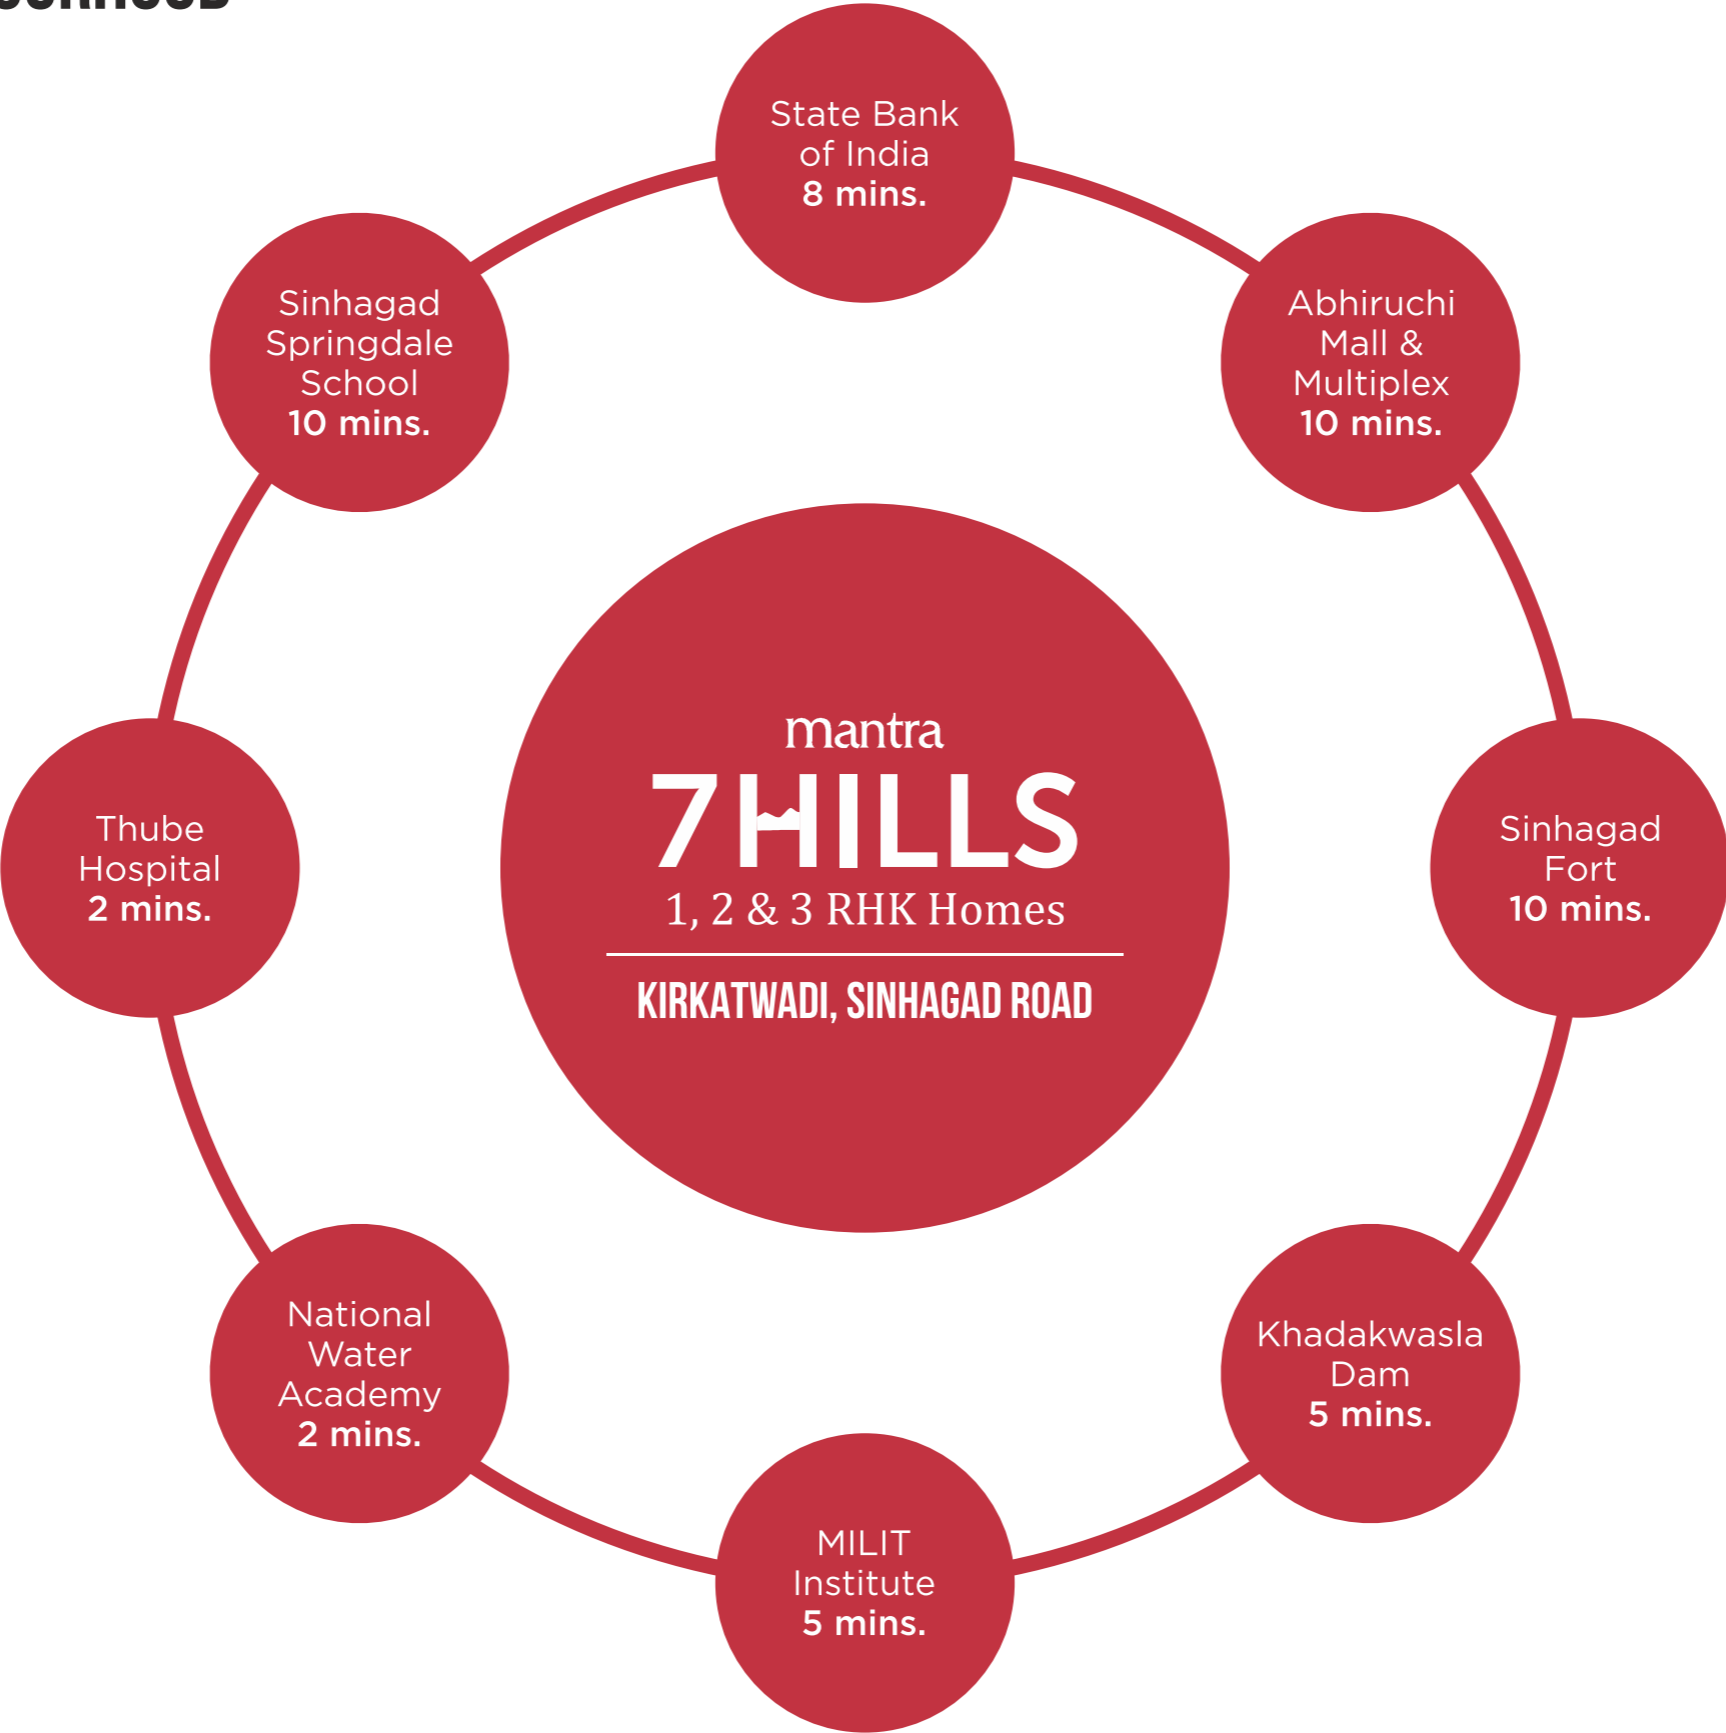 State Bank
of India
8 mins.
Abhiruchi
Mall &
Multiplex
10 mins.
Sinhagad
Fort
10 mins.
Khadakwasla
Dam
5 mins.
MILIT
Institute
5 mins.
National
Water
Academy
2 mins.
Thube
Hospital
2 mins.
Sinhagad
Springdale
School
10 mins.
mantra
7HILLS
1, 2 & 3 RHK Homes
KIRKATWADI, SINHAGAD ROAD